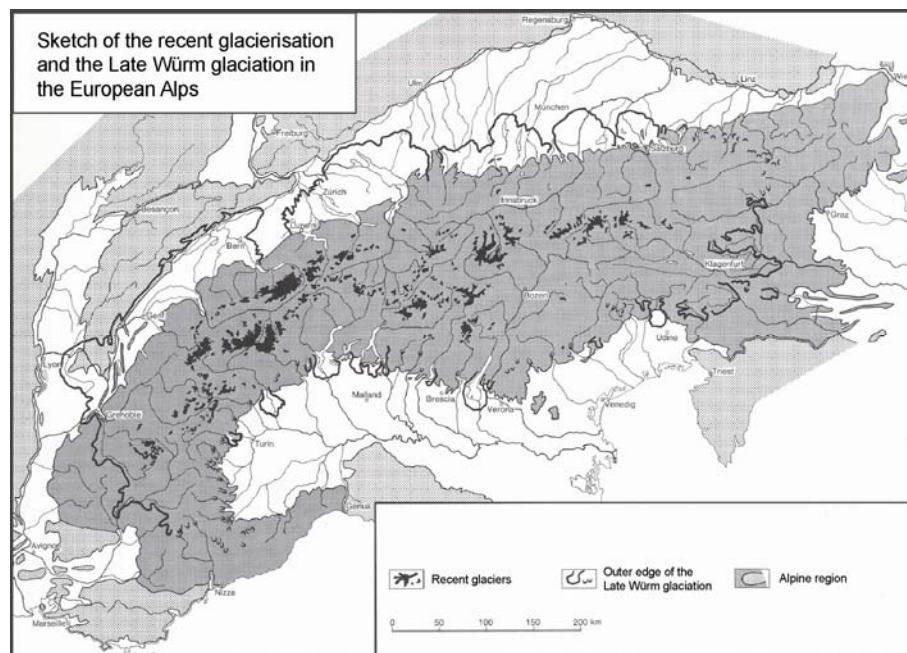 Sketch of the recent glacierisation
and the Late Würm glaciation in
the European Alps
Regensburg
Linz
Wie
Ulm
München
Freiburg
Salzburg
Zürich
Besançon
Innsbruck
Luzern
Graz
Bern
Klagenfurt
Bozen
Genf
Udine
Lyon
Triest
Mailand
Brescia
Verona
Venedig
Grenoble
Turin
Genua
Avignon
Nizza
Marseille
Recent glaciers
Outer edge of the
Late Würm glaciation
Alpine region
0 50 100 150 200 km